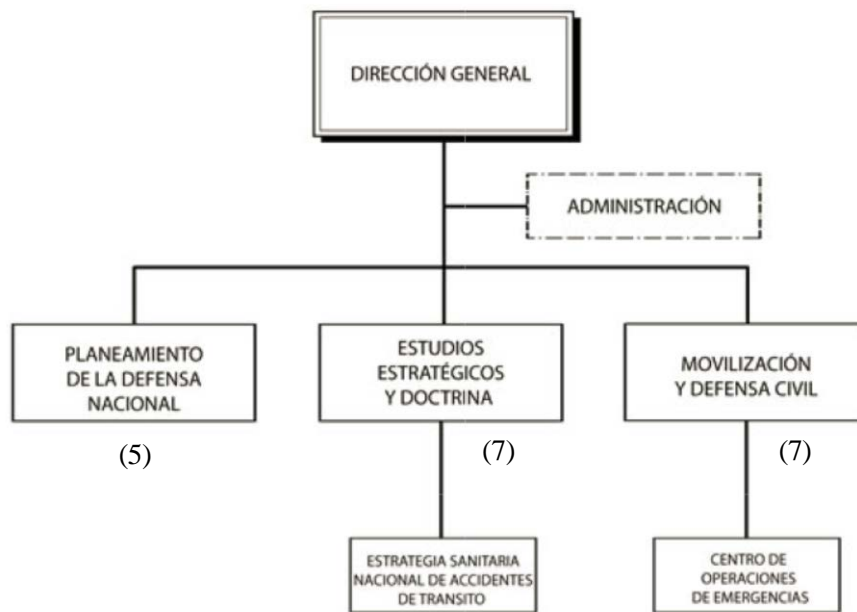 DIRECCIÓN GENERAL
ADMINISTRACIÓN
PLANEAMIENTO
DE LA DEFENSA
NACIONAL
(5)
ESTUDIOS
ESTRATÉGICOS
Y DOCTRINA
(7)
MOVILIZACIÓN
Y DEFENSA CIVIL
(7)
ESTRATEGIA SANITARIA
NACIONAL DE ACCIDENTES
DE TRANSITO
CENTRO DE
OPERACIONES
DE EMERGENCIAS